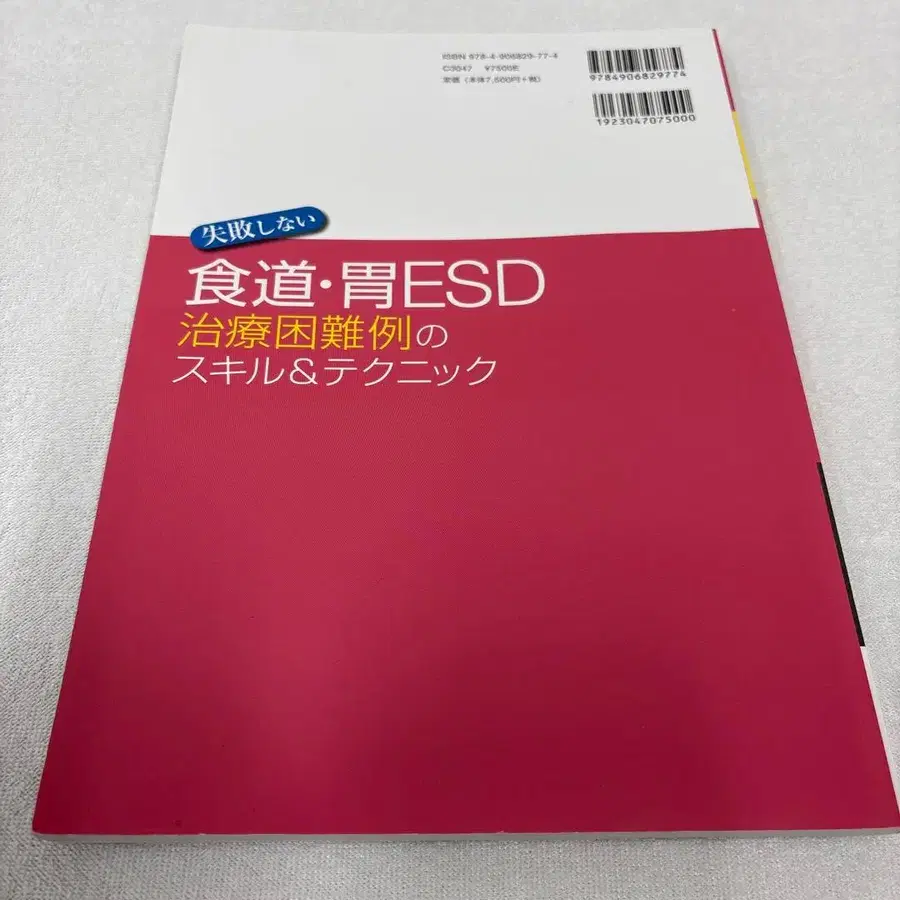 ISBN 978-4-906829-77-4
C3047 ¥7500E
定価(本体7,500円+税)
9784906829774
1923047075000
失敗しない
食道・胃ESD
治療困難例の
スキル&テクニック